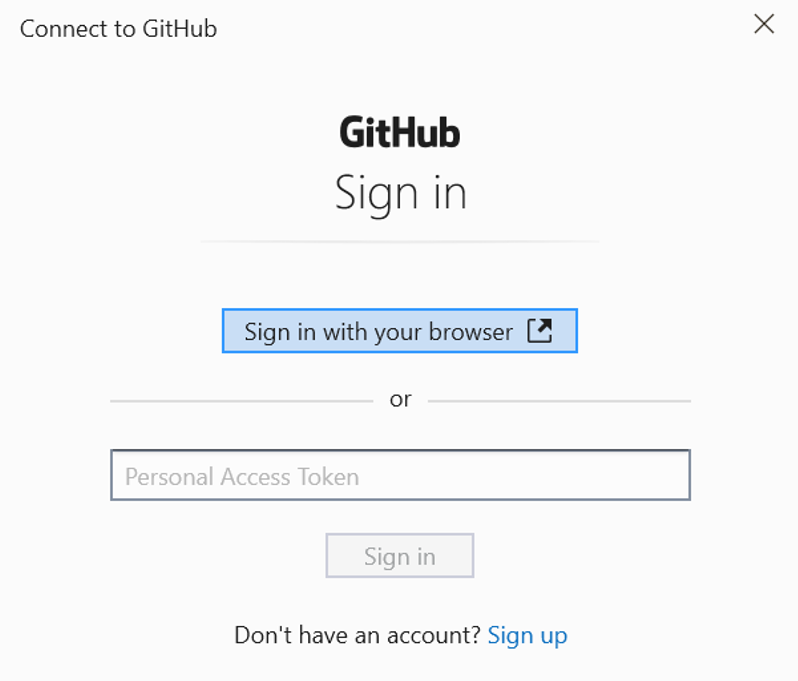 Connect to GitHub
GitHub
Sign in
Sign in with your browser
or
Personal Access Token
Sign in
Don't have an account? Sign up